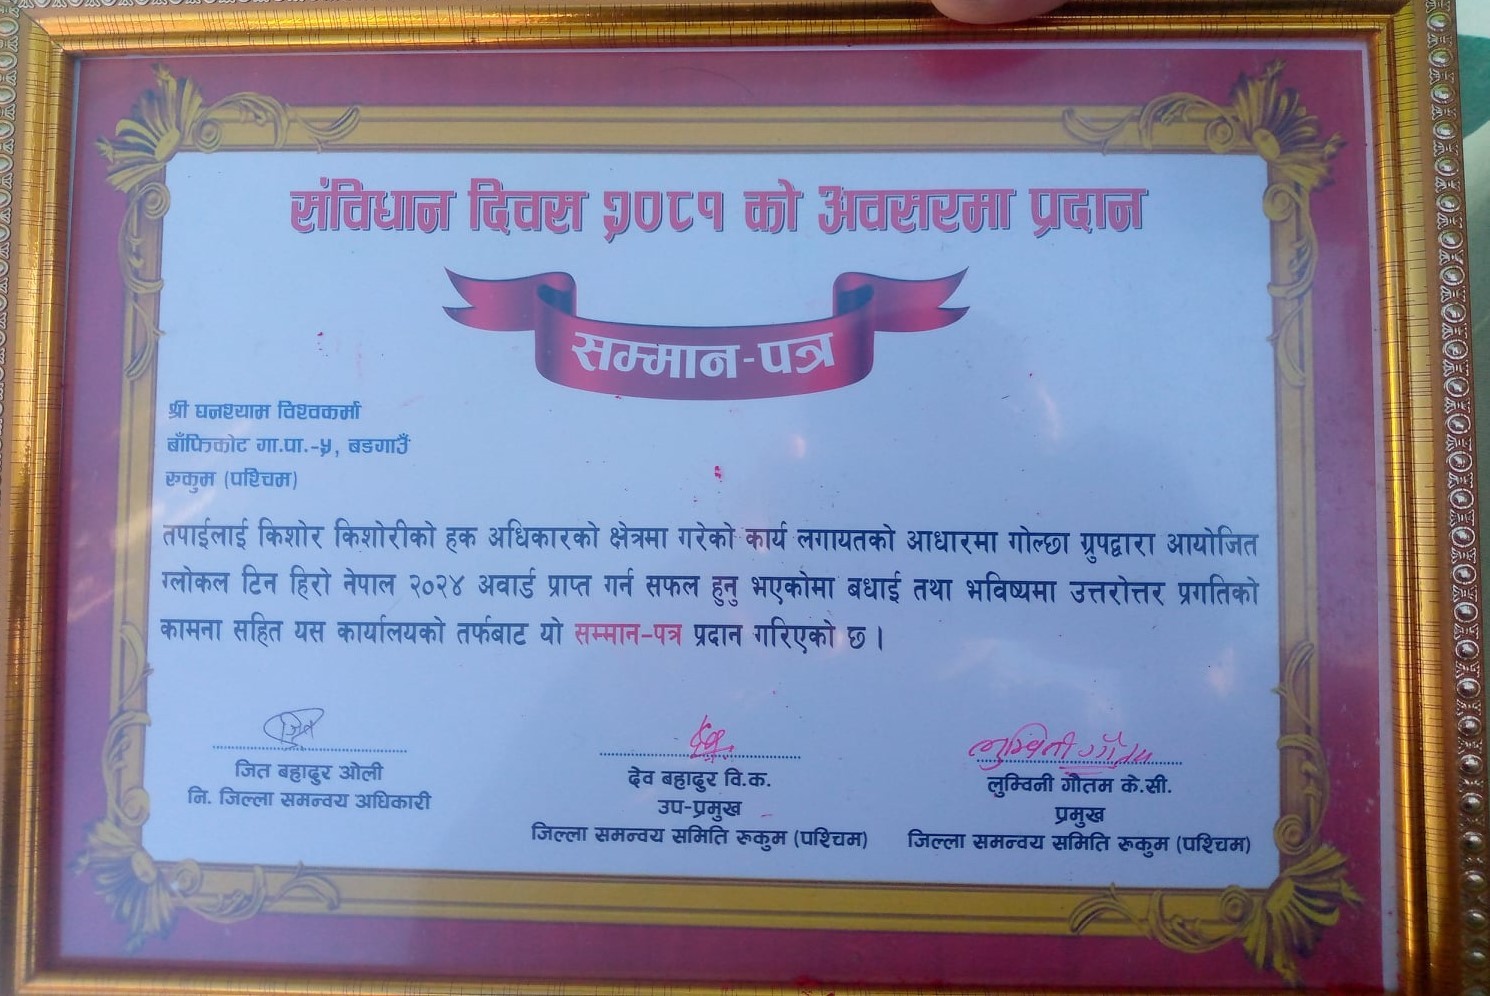 संविधान दिवस २०८१ को अवसरमा प्रदान
सम्मान-पत्र
श्री घनश्याम विश्वकर्मा
बाँफिकोट गा.पा.-५, बडगाउँ
रुकुम (पश्चिम)
तपाईलाई किशोर किशोरीको हक अधिकारको क्षेत्रमा गरेको कार्य लगायतको आधारमा गोल्छा ग्रुपद्वारा आयोजित
ग्लोकल टिन हिरो नेपाल २०२४ अवार्ड प्राप्त गर्न सफल हुनु भएकोमा बधाई तथा भविष्यमा उत्तरोत्तर प्रगतिको
कामना सहित यस कार्यालयको तर्फबाट यो सम्मान-पत्र प्रदान गरिएको छ ।
जित
जित बहादुर ओली
नि. जिल्ला समन्वय अधिकारी
देव बहादुर वि.क.
उप-प्रमुख
जिल्ला समन्वय समिति रुकुम (पश्चिम)
लुम्विनी गौतम
लुम्विनी गौतम के.सी.
प्रमुख
जिल्ला समन्वय समिति रुकुम (पश्चिम)